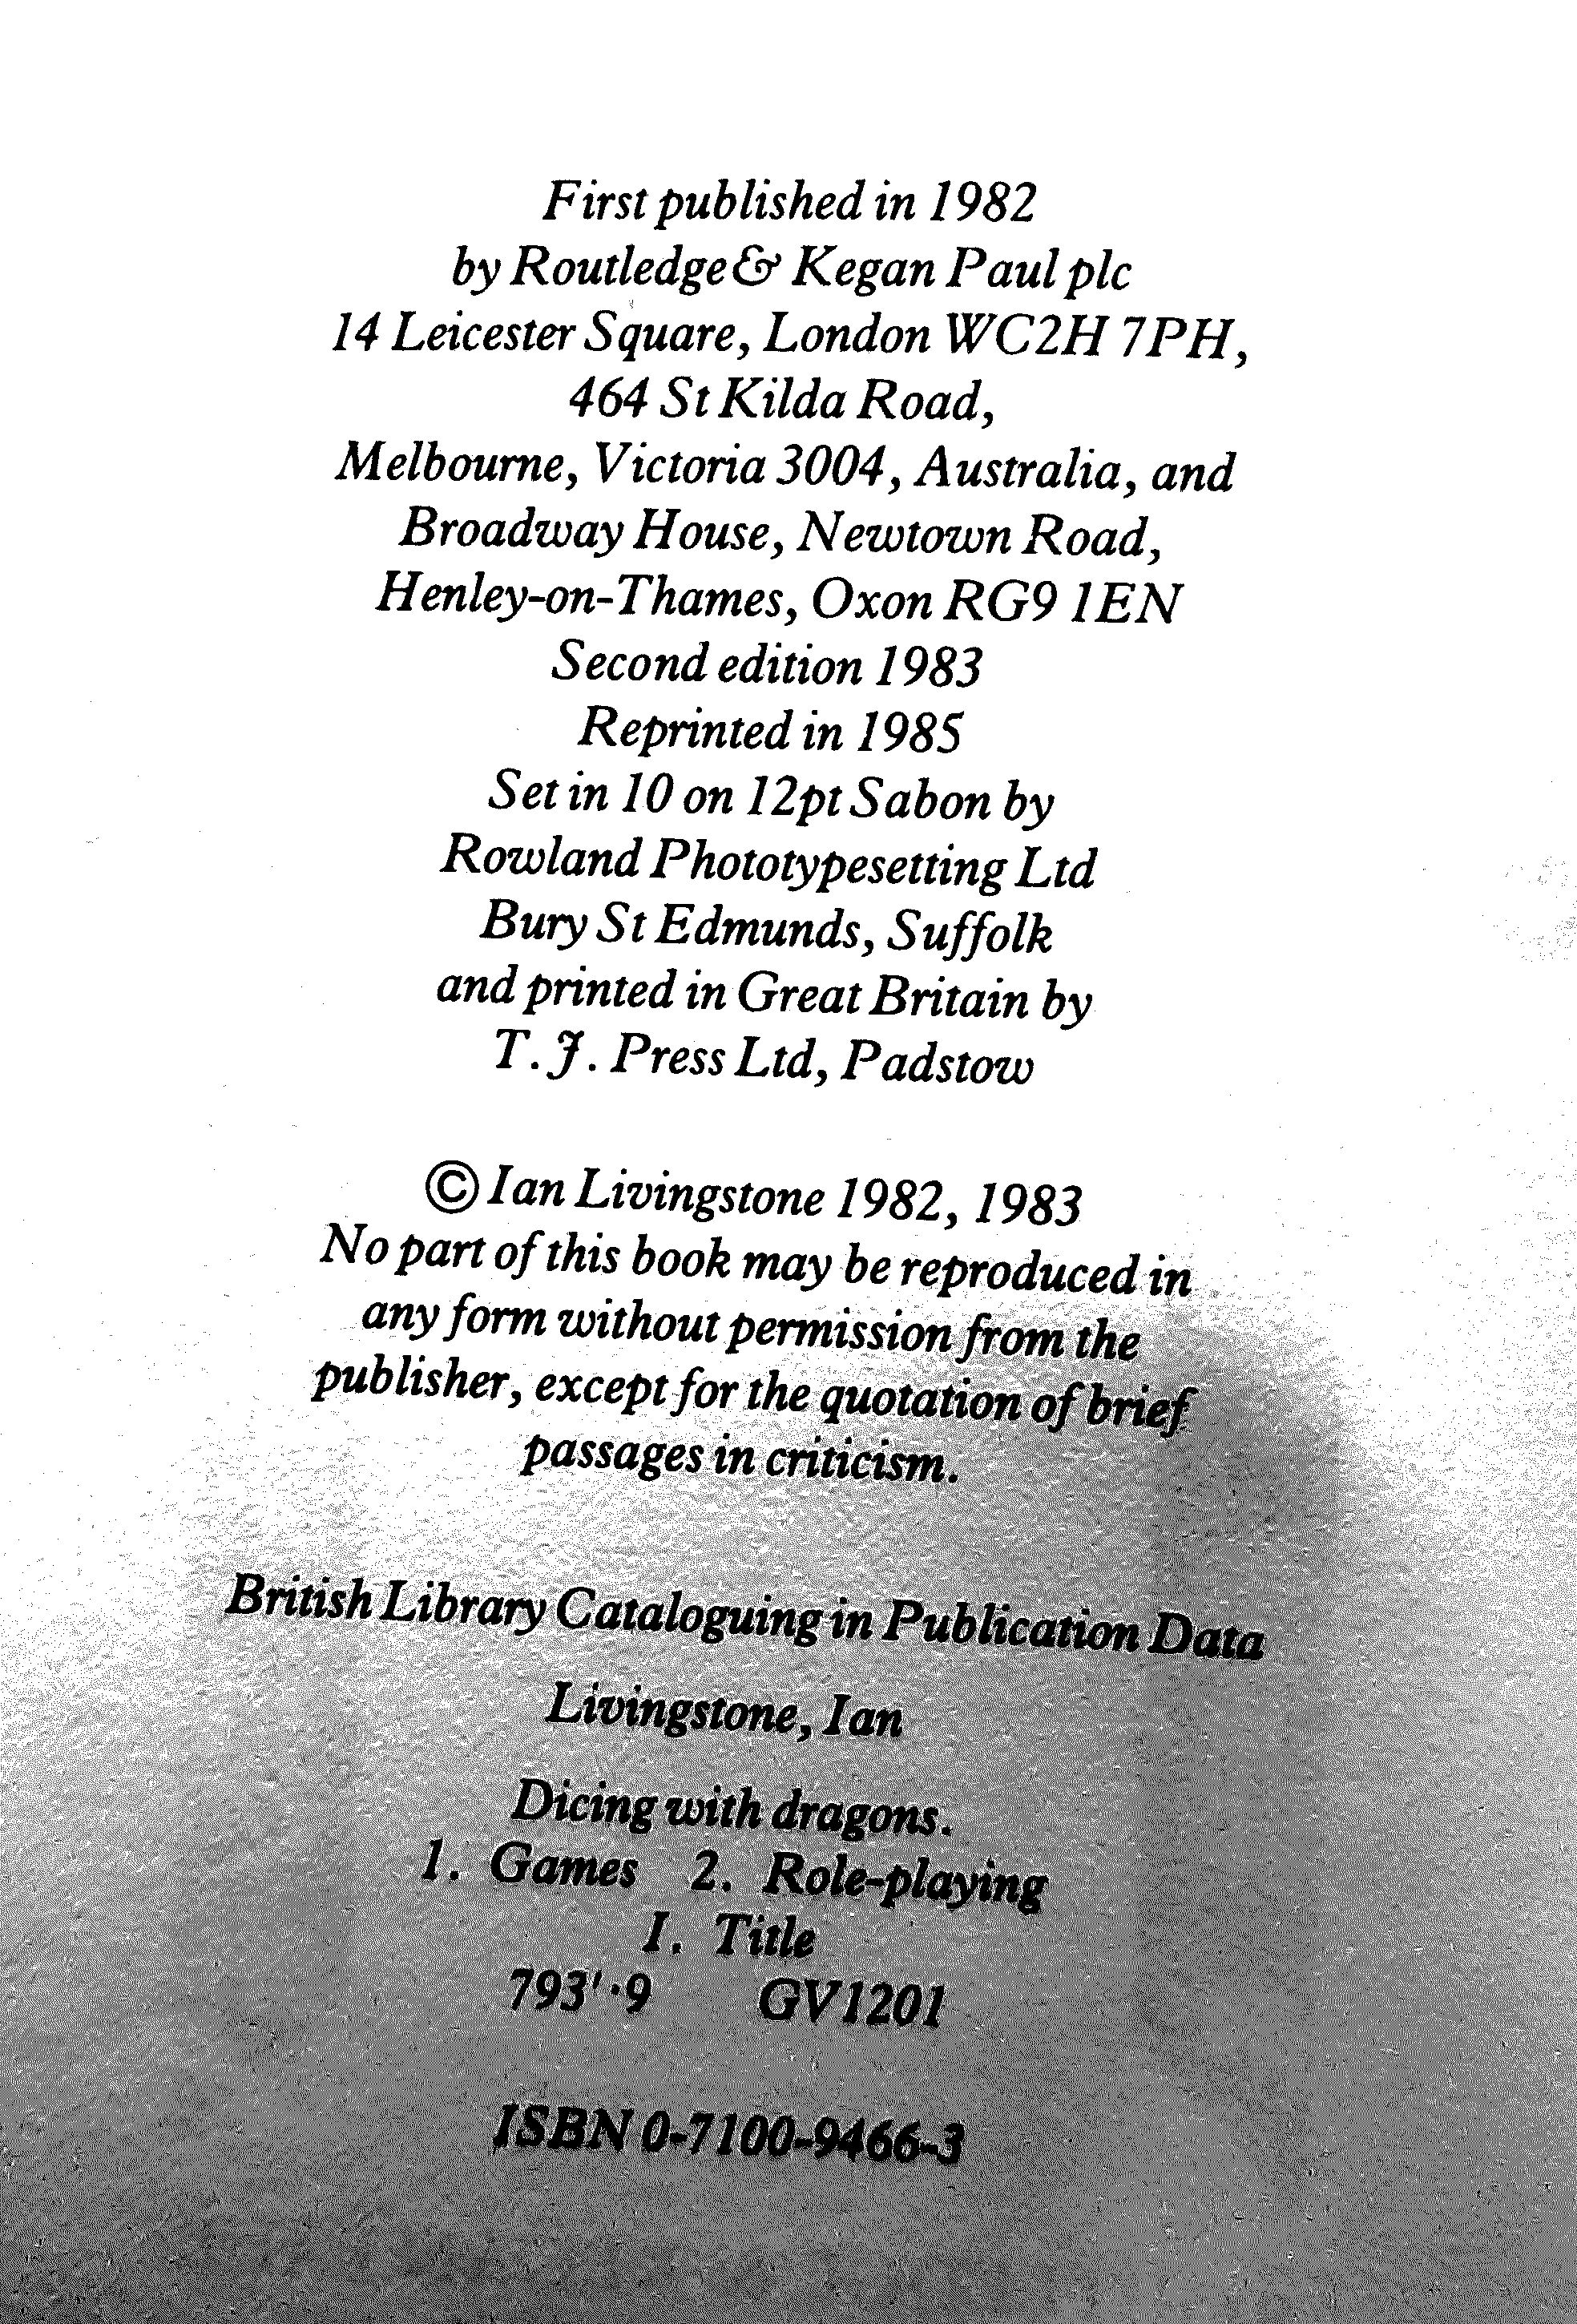 First published in 1982
by Routledge & Kegan Paul plc
14 Leicester Square, London WC2H 7PH,
464 St Kilda Road,
Melbourne, Victoria 3004, Australia, and
Broadway House, Newtown Road,
Henley-on-Thames, Oxon RG9 1EN
Second edition 1983
Reprinted in 1985
Set in 10 on 12pt Sabon by
Rowland Phototypesetting Ltd
Bury St Edmunds, Suffolk
and printed in Great Britain by
T.J. Press Ltd, Padstow
© Ian Livingstone 1982, 1983
No part of this book may be reproduced in
any form without permission from the
publisher, except for the quotation of brief
passages in criticism.
British Library Cataloguing in Publication Data
Livingstone, Ian
Dicing with dragons.
1. Games 2. Role-playing
I. Title
793'·9 GV1201
ISBN 0-7100-9466-3